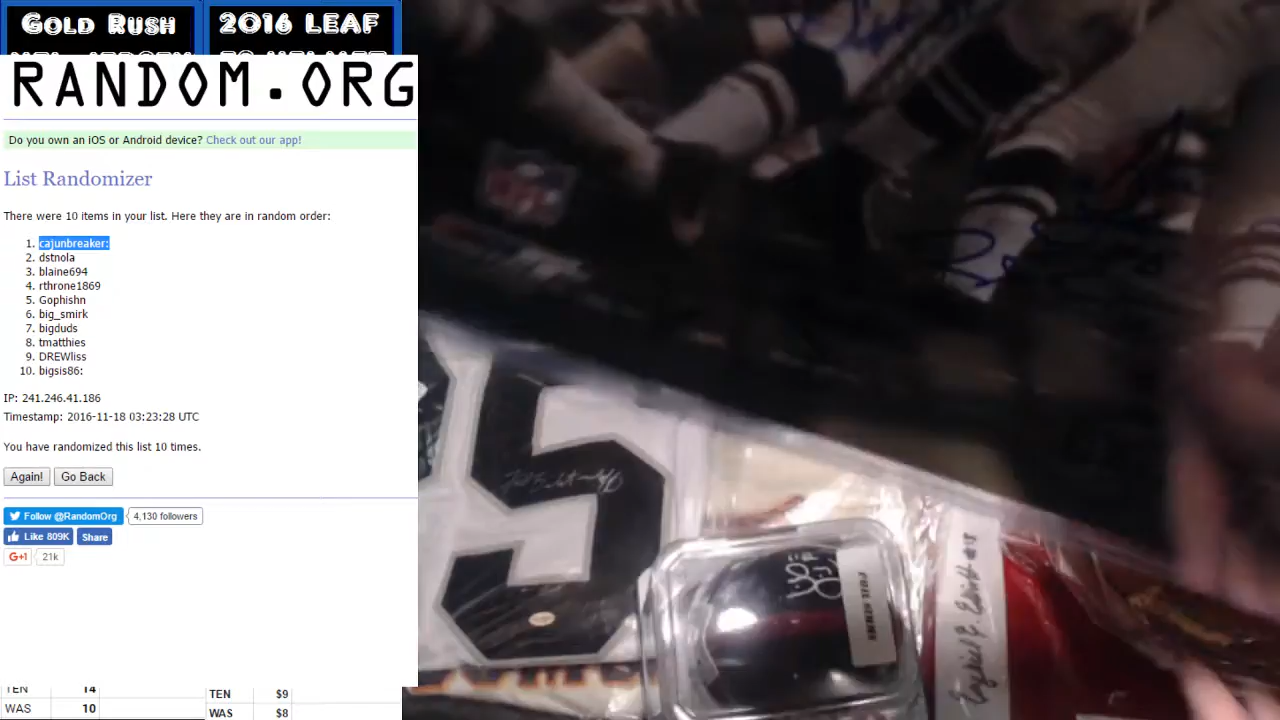 GOLD RUSH
2016 LEAF
RANDOM.ORG
Do you own an iOS or Android device? Check out our app!
List Randomizer
There were 10 items in your list. Here they are in random order:
1. cajunbreaker:
2. dstnola
3. blaine694
4. rthrone1869
5. Gophishn
6. big_smirk
7. bigduds
8. tmatthies
9. DREWliss
10. bigsis86:
IP: 241.246.41.186
Timestamp: 2016-11-18 03:23:28 UTC
You have randomized this list 10 times.
Again! Go Back
Follow @RandomOrg 4,130 followers
Like 809K Share
G+1 21k
TEN 14 TEN $9
WAS 10 WAS $8